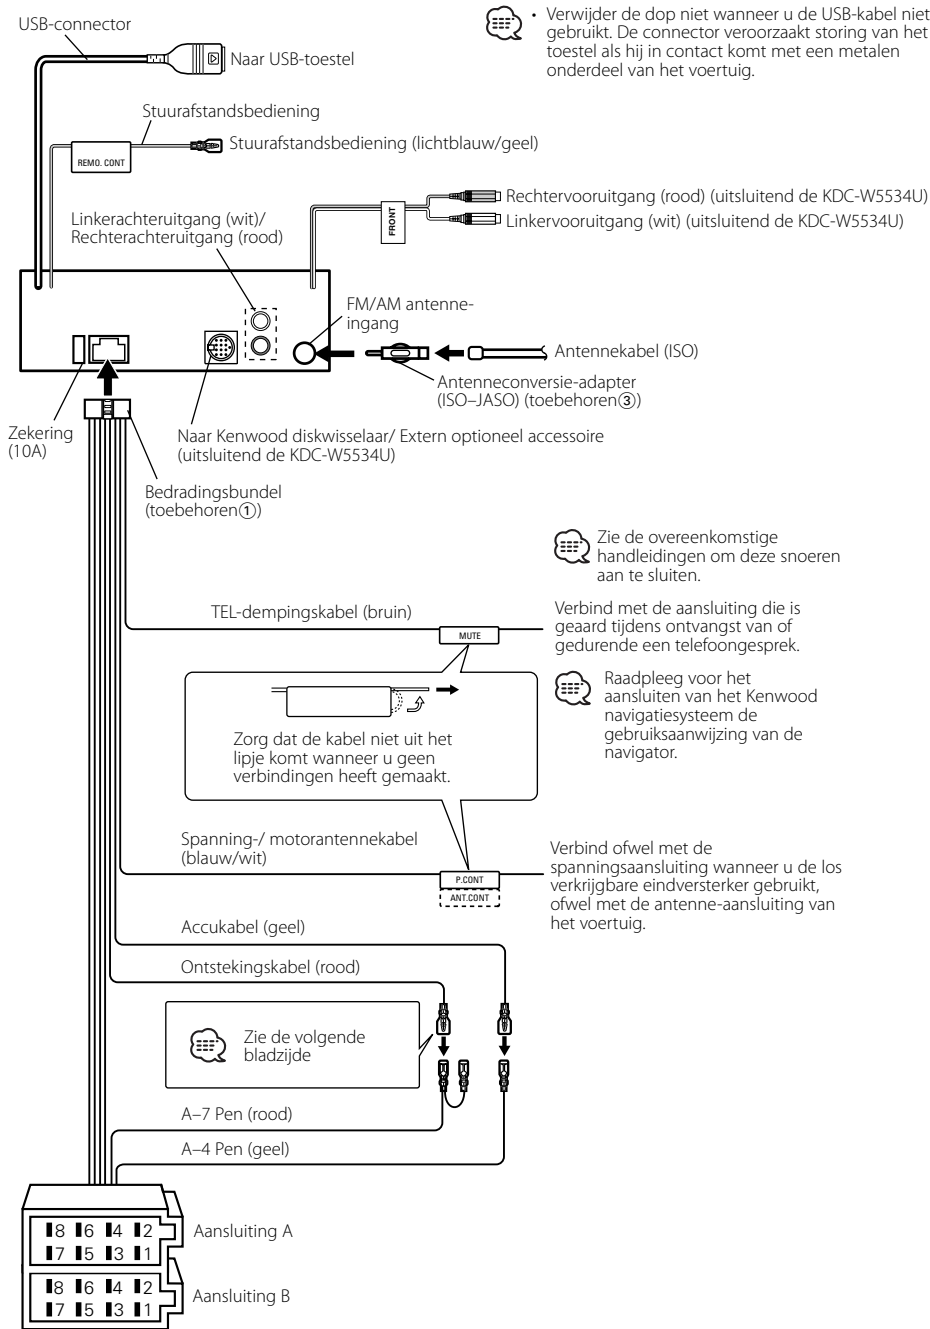 USB-connector
Naar USB-toestel
• Verwijder de dop niet wanneer u de USB-kabel niet
gebruikt. De connector veroorzaakt storing van het
toestel als hij in contact komt met een metalen
onderdeel van het voertuig.
Stuurafstandsbediening
REMO. CONT
Stuurafstandsbediening (lichtblauw/geel)
Linkerachteruitgang (wit)/
Rechterachteruitgang (rood)
FRONT
Rechtervooruitgang (rood) (uitsluitend de KDC-W5534U)
Linkervooruitgang (wit) (uitsluitend de KDC-W5534U)
FM/AM antenne-
ingang
Antennekabel (ISO)
Antenneconversie-adapter
(ISO–JASO) (toebehoren③)
Zekering
(10A)
Naar Kenwood diskwisselaar/ Extern optioneel accessoire
(uitsluitend de KDC-W5534U)
Bedradingsbundel
(toebehoren①)
Zie de overeenkomstige
handleidingen om deze snoeren
aan te sluiten.
TEL-dempingskabel (bruin)
MUTE
Verbind met de aansluiting die is
geaard tijdens ontvangst van of
gedurende een telefoongesprek.
Zorg dat de kabel niet uit het
lipje komt wanneer u geen
verbindingen heeft gemaakt.
Raadpleeg voor het
aansluiten van het Kenwood
navigatiesysteem de
gebruiksaanwijzing van de
navigator.
Spanning-/ motorantennekabel
(blauw/wit)
P.CONT
ANT.CONT
Verbind ofwel met de
spanningsaansluiting wanneer u de los
verkrijgbare eindversterker gebruikt,
ofwel met de antenne-aansluiting van
het voertuig.
Accukabel (geel)
Ontstekingskabel (rood)
Zie de volgende
bladzijde
A–7 Pen (rood)
A–4 Pen (geel)
8 6 4 2
7 5 3 1
Aansluiting A
8 6 4 2
7 5 3 1
Aansluiting B